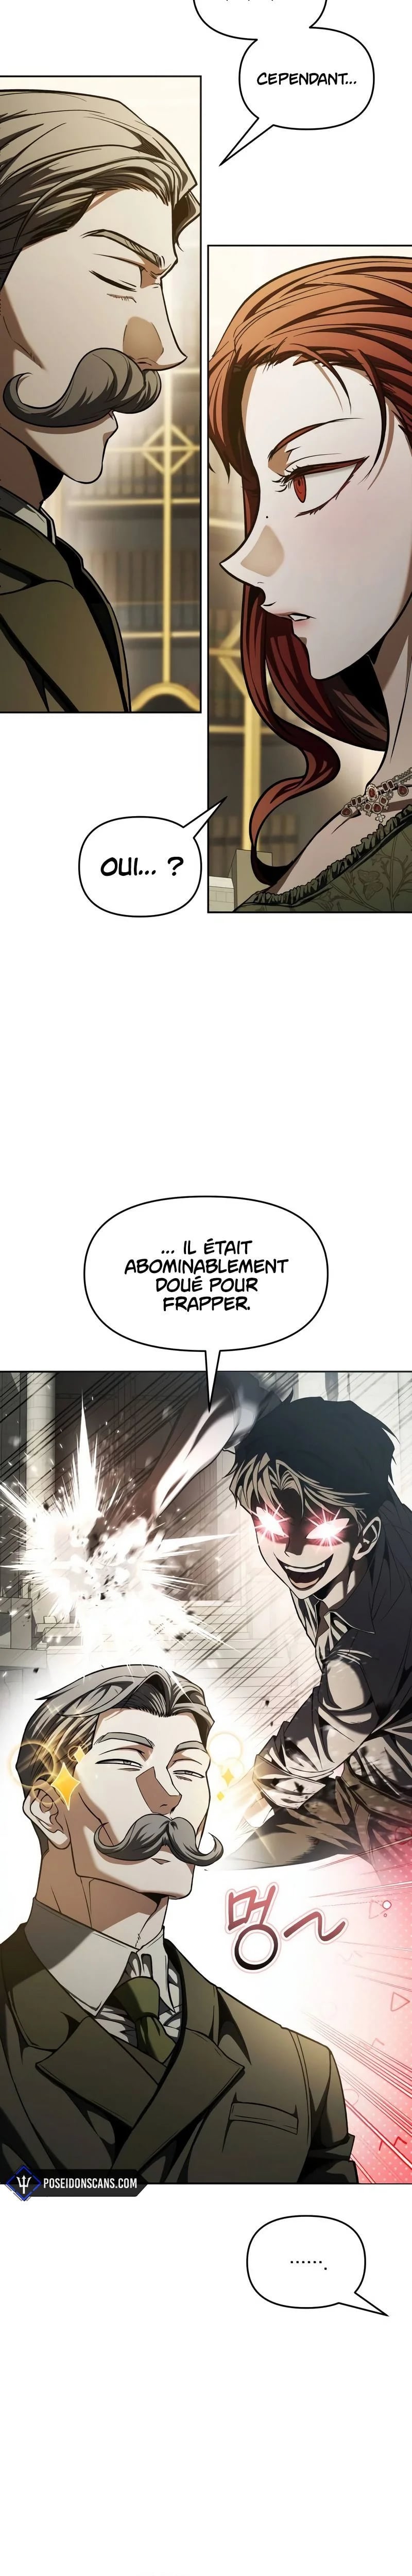 CEPENDANT...
OUI... ?
... IL ÉTAIT
ABOMINABLEMENT
DOUÉ POUR
FRAPPER.
멍~
POSEIDONSCANS.COM
.......